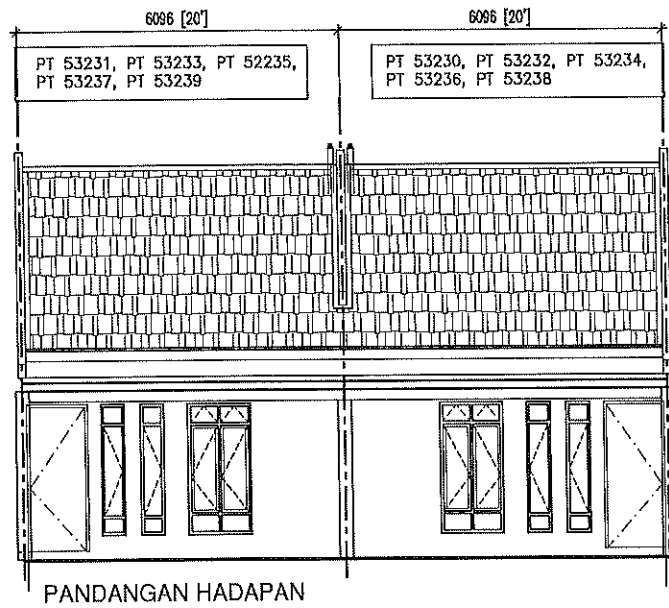 6096 [20']
6096 [20']
PT 53231, PT 53233, PT 52235,
PT 53237, PT 53239
PT 53230, PT 53232, PT 53234,
PT 53236, PT 53238
PANDANGAN HADAPAN